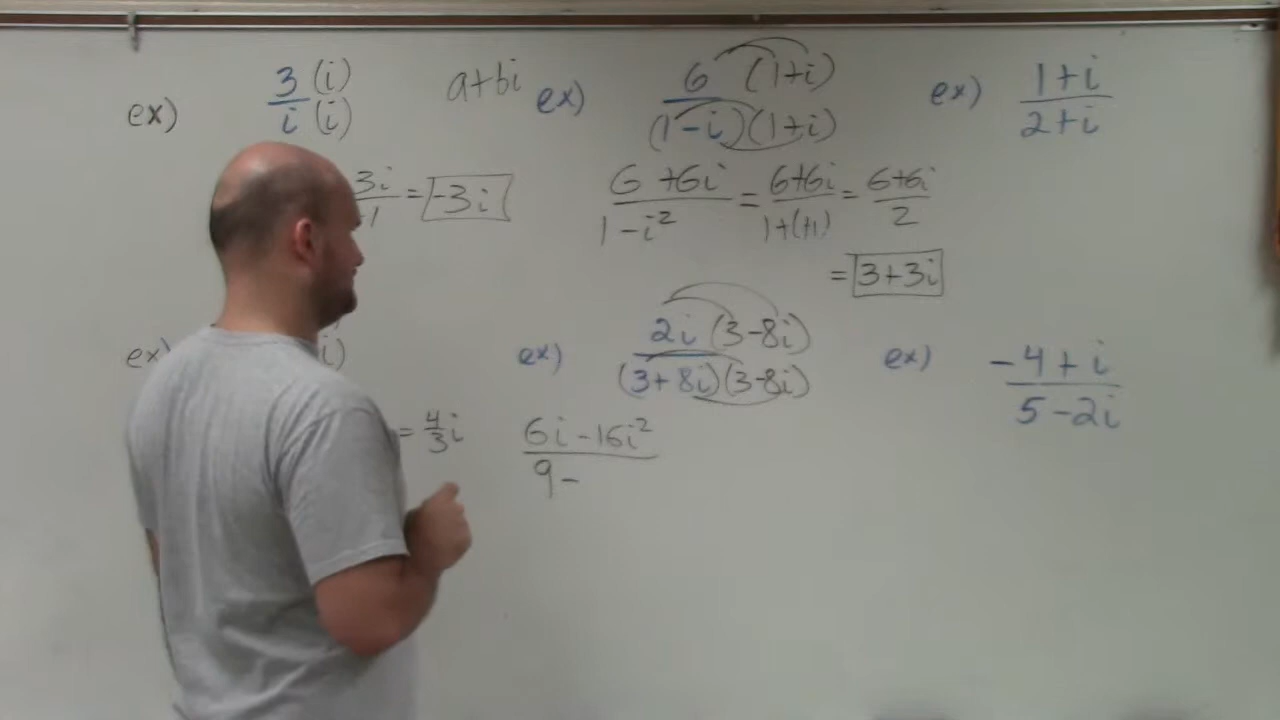 ex) 3 (i)
i (i)
a+bi
3i
-1
= -3i
ex) 6 (1+i)
(1-i)(1+i)
6 +6i = 6+6i = 6+6i
1-i² 1+(+1) 2
= 3+3i
ex) 1+i
2+i
ex) i)
= 4/3 i
ex) 2i (3-8i)
(3+8i)(3-8i)
6i -16i²
9 -
ex) -4+i
5-2i